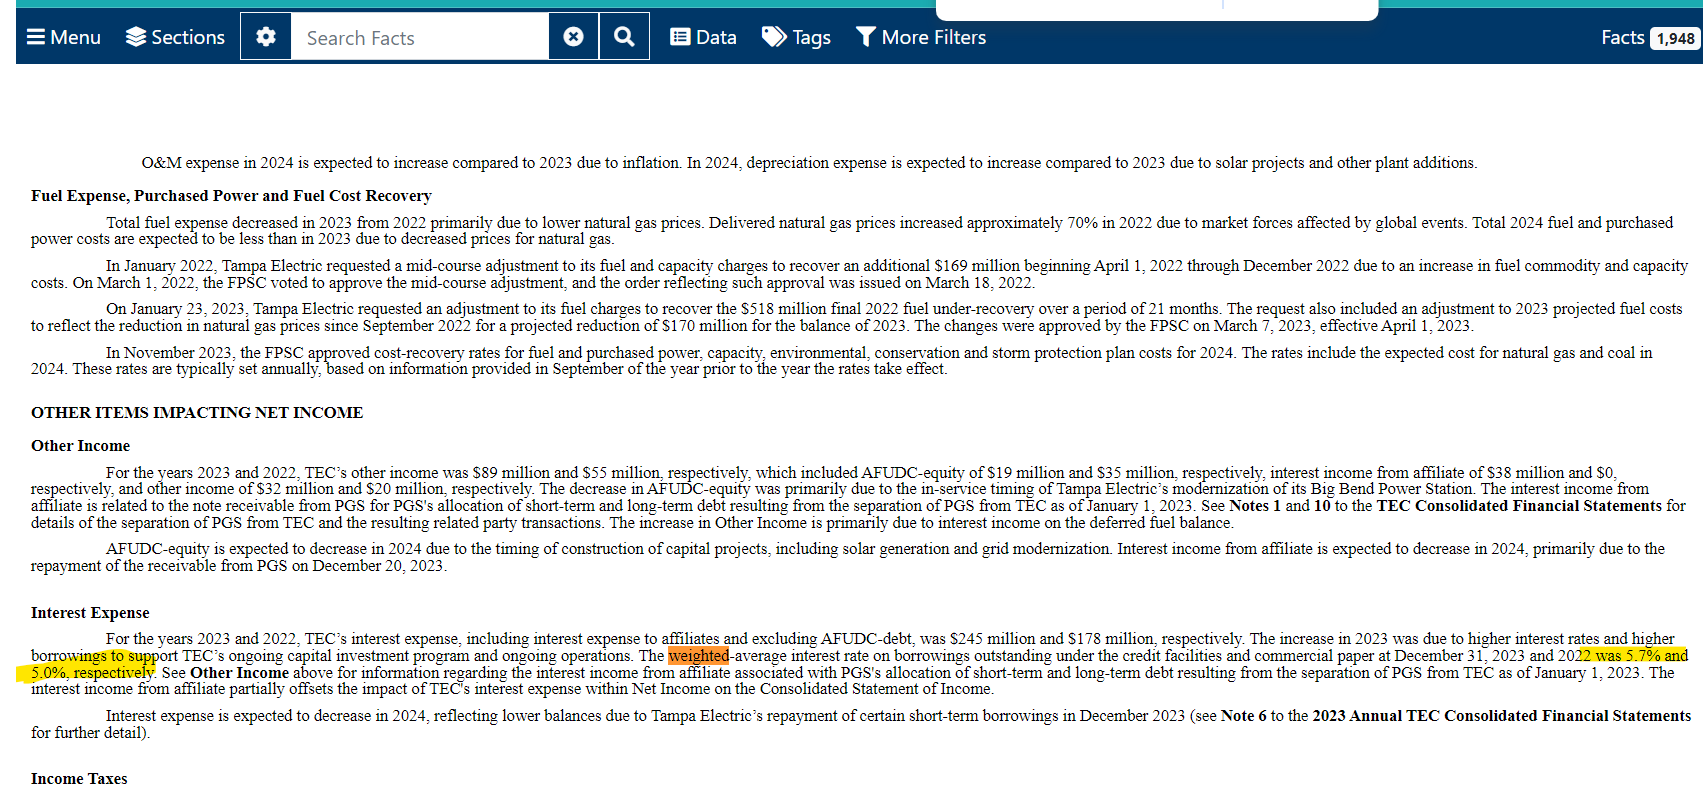 Menu Sections Search Facts Data Tags More Filters Facts 1,948
O&M expense in 2024 is expected to increase compared to 2023 due to inflation. In 2024, depreciation expense is expected to increase compared to 2023 due to solar projects and other plant additions.
Fuel Expense, Purchased Power and Fuel Cost Recovery
Total fuel expense decreased in 2023 from 2022 primarily due to lower natural gas prices. Delivered natural gas prices increased approximately 70% in 2022 due to market forces affected by global events. Total 2024 fuel and purchased
power costs are expected to be less than in 2023 due to decreased prices for natural gas.
In January 2022, Tampa Electric requested a mid-course adjustment to its fuel and capacity charges to recover an additional $169 million beginning April 1, 2022 through December 2022 due to an increase in fuel commodity and capacity
costs. On March 1, 2022, the FPSC voted to approve the mid-course adjustment, and the order reflecting such approval was issued on March 18, 2022.
On January 23, 2023, Tampa Electric requested an adjustment to its fuel charges to recover the $518 million final 2022 fuel under-recovery over a period of 21 months. The request also included an adjustment to 2023 projected fuel costs
to reflect the reduction in natural gas prices since September 2022 for a projected reduction of $170 million for the balance of 2023. The changes were approved by the FPSC on March 7, 2023, effective April 1, 2023.
In November 2023, the FPSC approved cost-recovery rates for fuel and purchased power, capacity, environmental, conservation and storm protection plan costs for 2024. The rates include the expected cost for natural gas and coal in
2024. These rates are typically set annually, based on information provided in September of the year prior to the year the rates take effect.
OTHER ITEMS IMPACTING NET INCOME
Other Income
For the years 2023 and 2022, TEC's other income was $89 million and $55 million, respectively, which included AFUDC-equity of $19 million and $35 million, respectively, interest income from affiliate of $38 million and $0,
respectively, and other income of $32 million and $20 million, respectively. The decrease in AFUDC-equity was primarily due to the in-service timing of Tampa Electric's modernization of its Big Bend Power Station. The interest income from
affiliate is related to the note receivable from PGS for PGS's allocation of short-term and long-term debt resulting from the separation of PGS from TEC as of January 1, 2023. See Notes 1 and 10 to the TEC Consolidated Financial Statements for
details of the separation of PGS from TEC and the resulting related party transactions. The increase in Other Income is primarily due to interest income on the deferred fuel balance.
AFUDC-equity is expected to decrease in 2024 due to the timing of construction of capital projects, including solar generation and grid modernization. Interest income from affiliate is expected to decrease in 2024, primarily due to the
repayment of the receivable from PGS on December 20, 2023.
Interest Expense
For the years 2023 and 2022, TEC's interest expense, including interest expense to affiliates and excluding AFUDC-debt, was $245 million and $178 million, respectively. The increase in 2023 was due to higher interest rates and higher
borrowings to support TEC's ongoing capital investment program and ongoing operations. The weighted-average interest rate on borrowings outstanding under the credit facilities and commercial paper at December 31, 2023 and 2022 was 5.7% and
5.0%, respectively. See Other Income above for information regarding the interest income from affiliate associated with PGS's allocation of short-term and long-term debt resulting from the separation of PGS from TEC as of January 1, 2023. The
interest income from affiliate partially offsets the impact of TEC's interest expense within Net Income on the Consolidated Statement of Income.
Interest expense is expected to decrease in 2024, reflecting lower balances due to Tampa Electric's repayment of certain short-term borrowings in December 2023 (see Note 6 to the 2023 Annual TEC Consolidated Financial Statements
for further detail).
Income Taxes